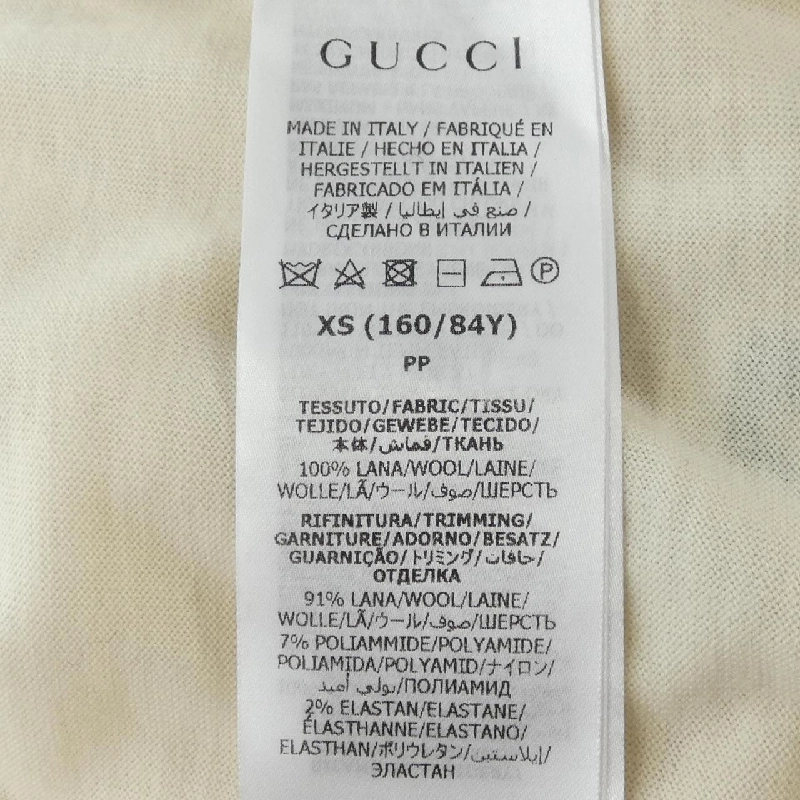 GUCCI
MADE IN ITALY / FABRIQUÉ EN
ITALIE / HECHO EN ITALIA /
HERGESTELLT IN ITALIEN /
FABRICADO EM ITÁLIA /
イタリア製 / صنع في إيطاليا /
СДЕЛАНО В ИТАЛИИ
P
XS (160/84Y)
PP
TESSUTO/FABRIC/TISSU/
TEJIDO/GEWEBE/TECIDO/
本体/قماش/ТКАНЬ
100% LANA/WOOL/LAINE/
WOLLE/LÃ/ウール/صوف/ШЕРСТЬ
RIFINITURA/TRIMMING/
GARNITURE/ADORNO/BESATZ/
GUARNIÇÃO/トリミング/حافات/
ОТДЕЛКА
91% LANA/WOOL/LAINE/
WOLLE/LÃ/ウール/صوف/ШЕРСТЬ
7% POLIAMMIDE/POLYAMIDE/
POLIAMIDA/POLYAMID/ナイロン/
بولي أميد/ПОЛИАМИД
2% ELASTAN/ELASTANE/
ÉLASTHANNE/ELASTANO/
ELASTHAN/ポリウレタン/إيلاستين/
ЭЛАСТАН